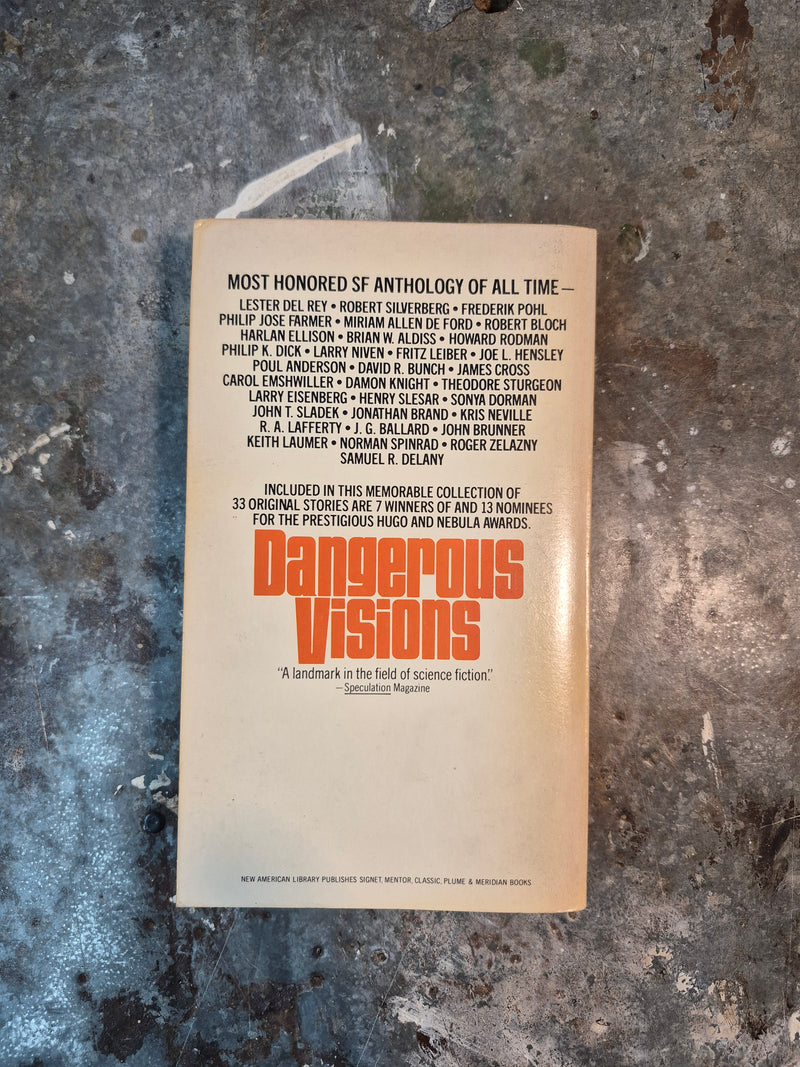 MOST HONORED SF ANTHOLOGY OF ALL TIME—
LESTER DEL REY • ROBERT SILVERBERG • FREDERIK POHL
PHILIP JOSE FARMER • MIRIAM ALLEN DE FORD • ROBERT BLOCH
HARLAN ELLISON • BRIAN W. ALDISS • HOWARD RODMAN
PHILIP K. DICK • LARRY NIVEN • FRITZ LEIBER • JOE L. HENSLEY
POUL ANDERSON • DAVID R. BUNCH • JAMES CROSS
CAROL EMSHWILLER • DAMON KNIGHT • THEODORE STURGEON
LARRY EISENBERG • HENRY SLESAR • SONYA DORMAN
JOHN T. SLADEK • JONATHAN BRAND • KRIS NEVILLE
R. A. LAFFERTY • J. G. BALLARD • JOHN BRUNNER
KEITH LAUMER • NORMAN SPINRAD • ROGER ZELAZNY
SAMUEL R. DELANY
INCLUDED IN THIS MEMORABLE COLLECTION OF
33 ORIGINAL STORIES ARE 7 WINNERS OF AND 13 NOMINEES
FOR THE PRESTIGIOUS HUGO AND NEBULA AWARDS.
Dangerous
Visions
“A landmark in the field of science fiction.”
—Speculation Magazine
NEW AMERICAN LIBRARY PUBLISHES SIGNET, MENTOR, CLASSIC, PLUME & MERIDIAN BOOKS